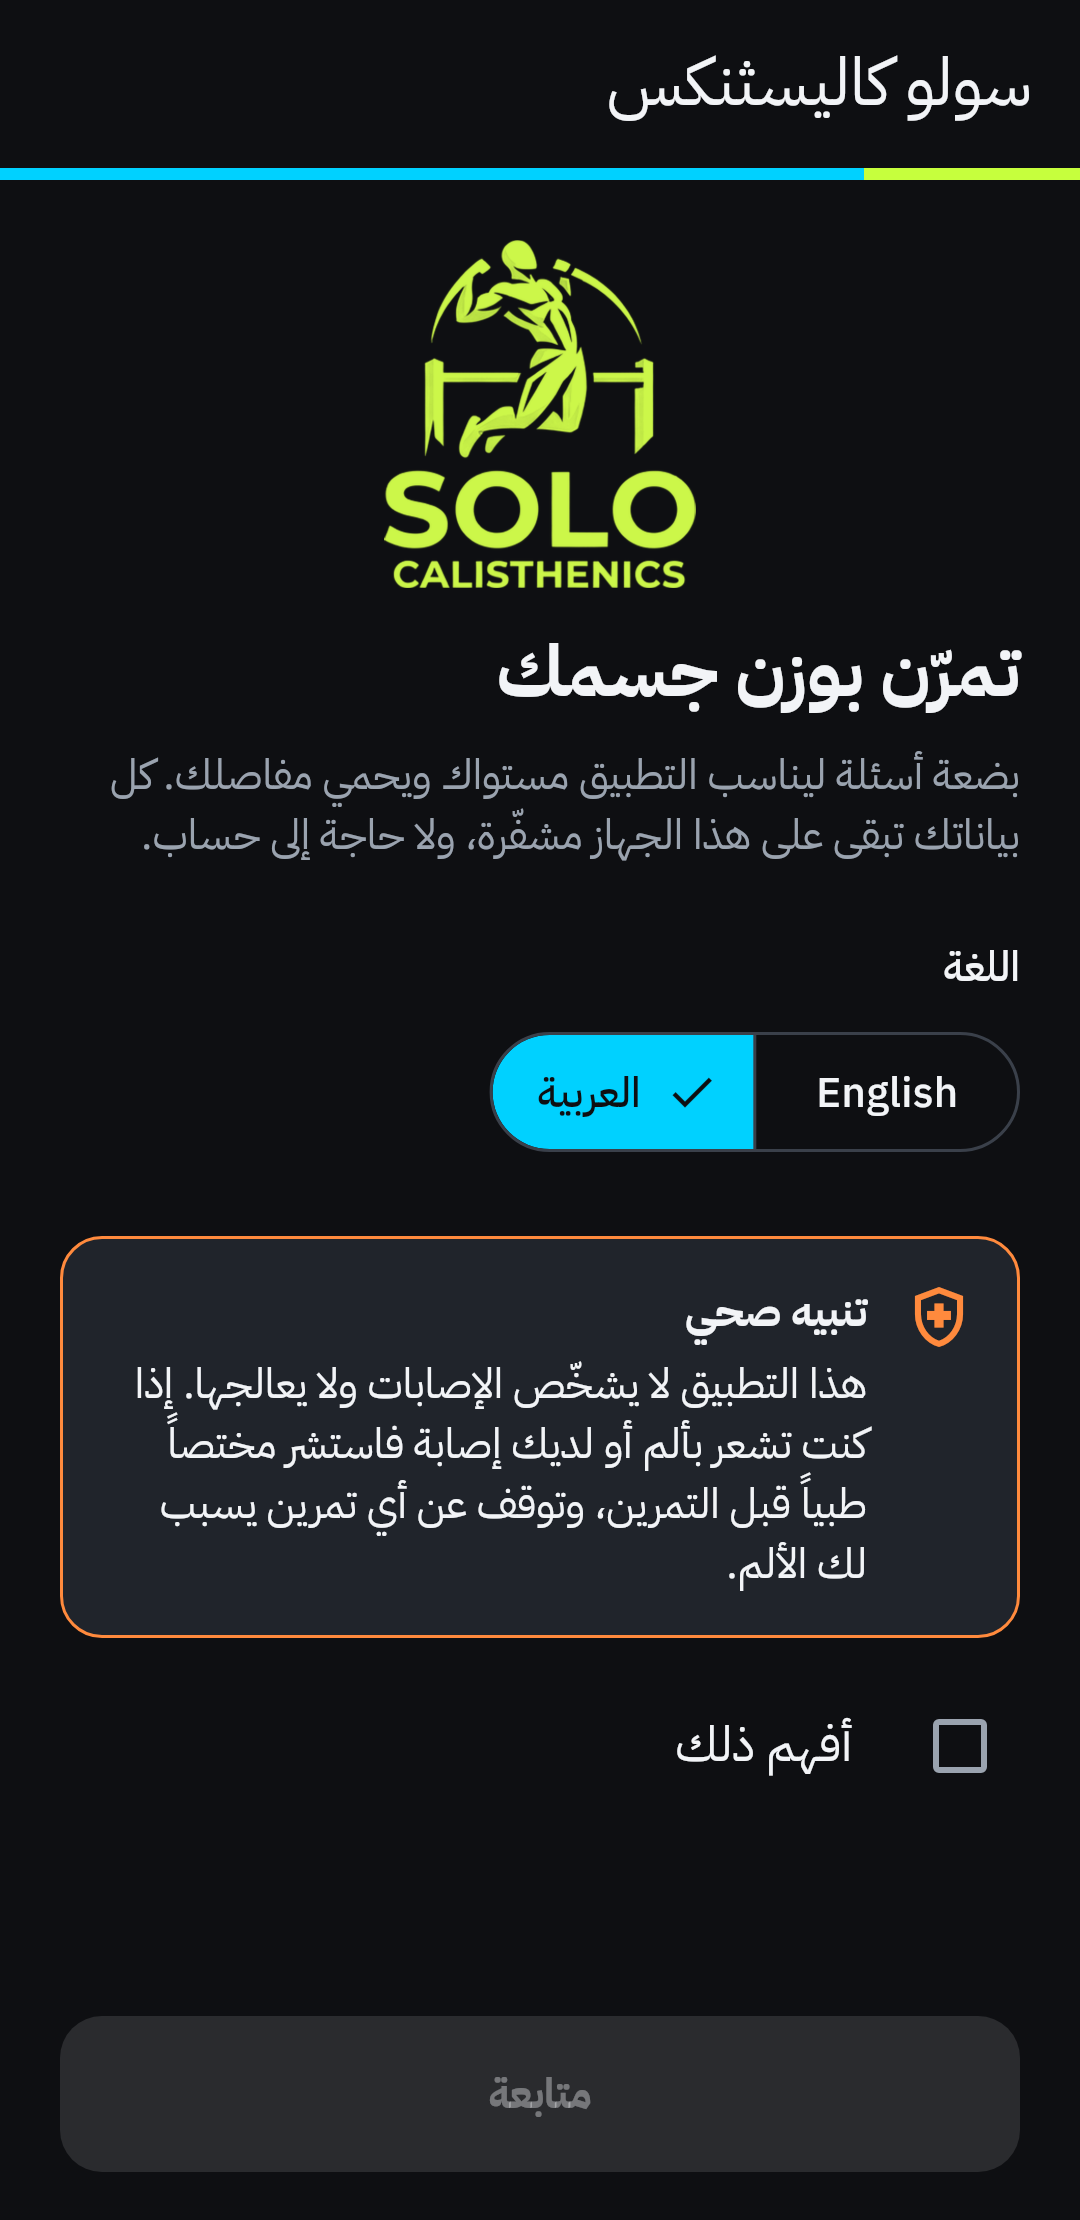 سولو كاليسثنكس
SOLO
CALISTHENICS
تمرّن بوزن جسمك
بضعة أسئلة ليناسب التطبيق مستواك ويحمي مفاصلك. كل
بياناتك تبقى على هذا الجهاز مشفّرة، ولا حاجة إلى حساب.
اللغة
English
العربية
تنبيه صحي
هذا التطبيق لا يشخّص الإصابات ولا يعالجها. إذا
كنت تشعر بألم أو لديك إصابة فاستشر مختصاً
طبياً قبل التمرين، وتوقف عن أي تمرين يسبب
لك الألم.
أفهم ذلك
متابعة